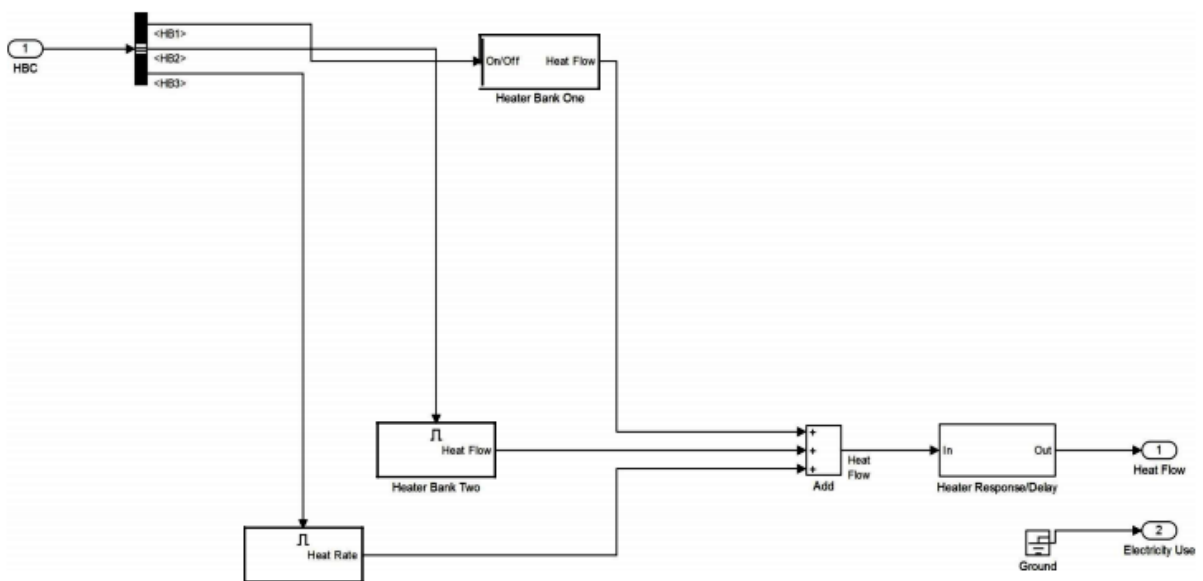 1
HBC
<HB1>
<HB2>
<HB3>
On/Off
Heat Flow
Heater Bank One
Heat Flow
Heater Bank Two
Heat Rate
+
+
+
Add
Heat
Flow
In
Out
Heater Response/Delay
1
Heat Flow
Ground
2
Electricity Use